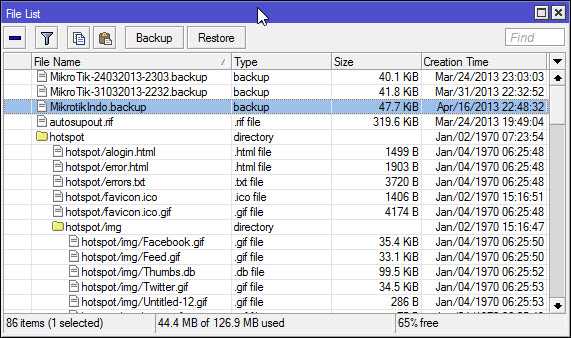 File List
Backup Restore Find
File Name Type Size Creation Time
MikroTik-24032013-2303.backup backup 40.1 KiB Mar/24/2013 23:03:03
MikroTik-31032013-2232.backup backup 41.8 KiB Mar/31/2013 22:32:52
MikrotikIndo.backup backup 47.7 KiB Apr/16/2013 22:48:32
autosupout.rif .rif file 319.6 KiB Mar/24/2013 19:49:04
hotspot directory Jan/02/1970 07:23:54
hotspot/alogin.html .html file 1499 B Jan/04/1970 06:25:48
hotspot/error.html .html file 1903 B Jan/04/1970 06:25:48
hotspot/errors.txt .txt file 3720 B Jan/04/1970 06:25:48
hotspot/favicon.ico .ico file 1406 B Jan/02/1970 15:16:51
hotspot/favicon.ico.gif .gif file 4174 B Jan/04/1970 06:25:48
hotspot/img directory Jan/02/1970 15:16:47
hotspot/img/Facebook.gif .gif file 35.4 KiB Jan/04/1970 06:25:50
hotspot/img/Feed.gif .gif file 33.1 KiB Jan/04/1970 06:25:50
hotspot/img/Thumbs.db .db file 99.5 KiB Jan/04/1970 06:25:52
hotspot/img/Twitter.gif .gif file 34.5 KiB Jan/04/1970 06:25:53
hotspot/img/Untitled-12.gif .gif file 286 B Jan/04/1970 06:25:53
86 items (1 selected) 44.4 MB of 126.9 MB used 65% free